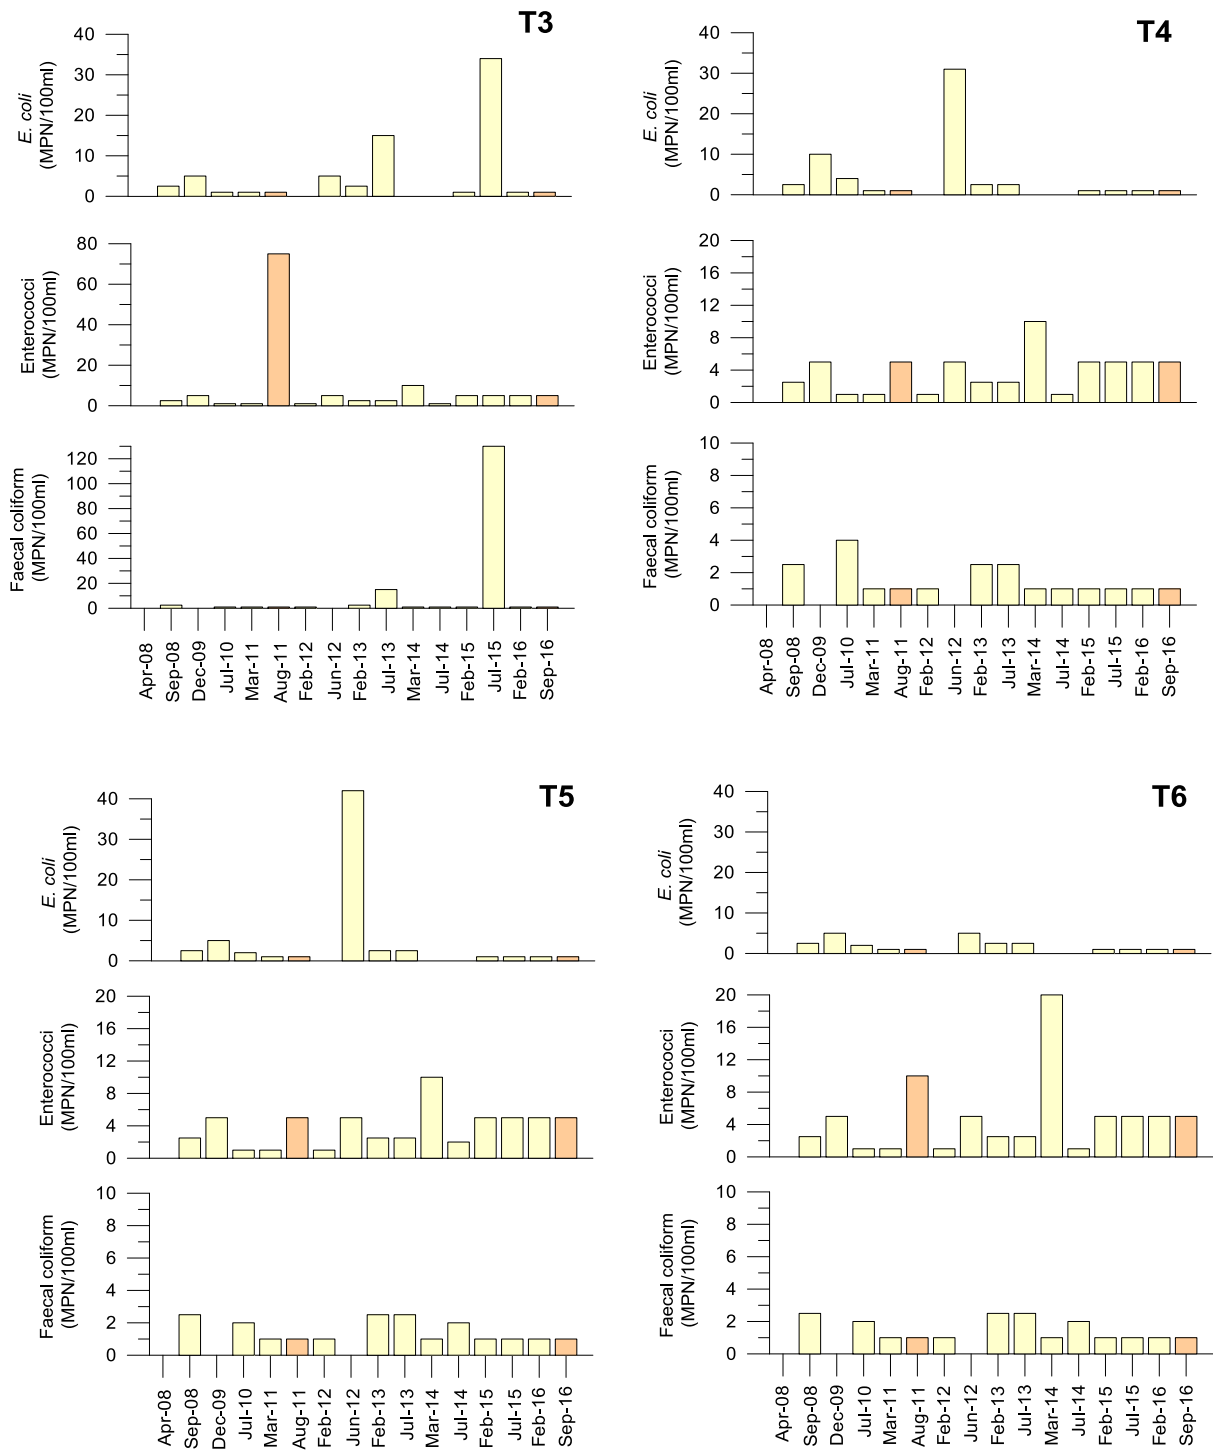 T3
E. coli
(MPN/100ml)
40
30
20
10
0
Enterococci
(MPN/100ml)
80
60
40
20
0
Faecal coliform
(MPN/100ml)
120
100
80
60
40
20
0
Apr-08
Sep-08
Dec-09
Jul-10
Mar-11
Aug-11
Feb-12
Jun-12
Feb-13
Jul-13
Mar-14
Jul-14
Feb-15
Jul-15
Feb-16
Sep-16
T4
E. coli
(MPN/100ml)
40
30
20
10
0
Enterococci
(MPN/100ml)
20
16
12
8
4
0
Faecal coliform
(MPN/100ml)
10
8
6
4
2
0
Apr-08
Sep-08
Dec-09
Jul-10
Mar-11
Aug-11
Feb-12
Jun-12
Feb-13
Jul-13
Mar-14
Jul-14
Feb-15
Jul-15
Feb-16
Sep-16
T5
E. coli
(MPN/100ml)
40
30
20
10
0
Enterococci
(MPN/100ml)
20
16
12
8
4
0
Faecal coliform
(MPN/100ml)
10
8
6
4
2
0
Apr-08
Sep-08
Dec-09
Jul-10
Mar-11
Aug-11
Feb-12
Jun-12
Feb-13
Jul-13
Mar-14
Jul-14
Feb-15
Jul-15
Feb-16
Sep-16
T6
E. coli
(MPN/100ml)
40
30
20
10
0
Enterococci
(MPN/100ml)
20
16
12
8
4
0
Faecal coliform
(MPN/100ml)
10
8
6
4
2
0
Apr-08
Sep-08
Dec-09
Jul-10
Mar-11
Aug-11
Feb-12
Jun-12
Feb-13
Jul-13
Mar-14
Jul-14
Feb-15
Jul-15
Feb-16
Sep-16